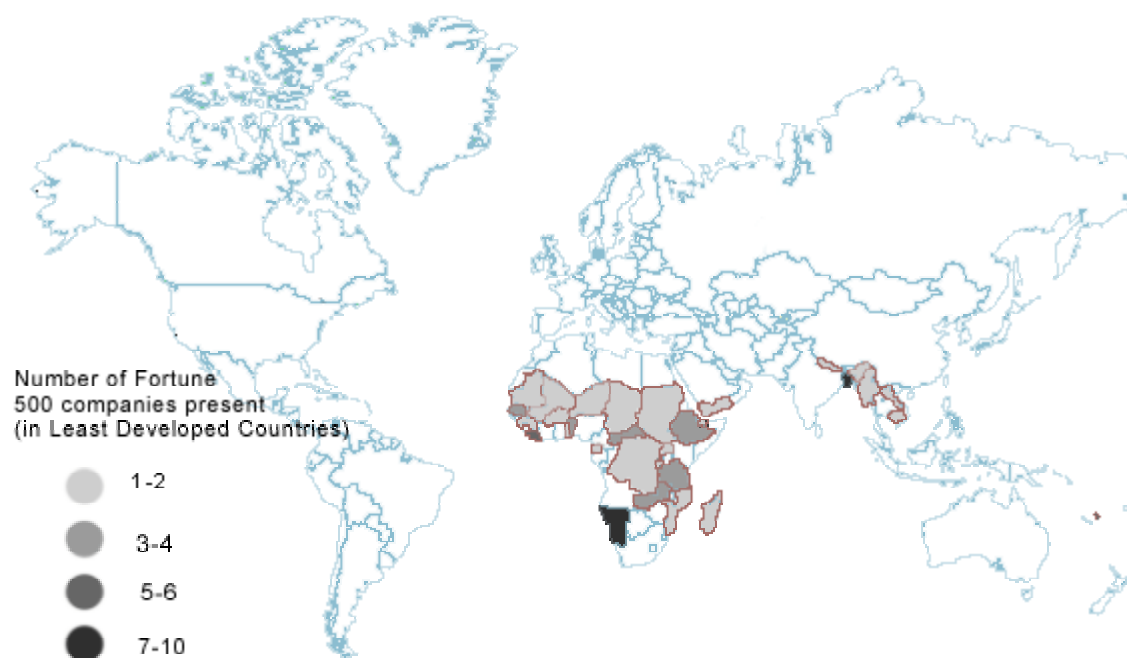 Number of Fortune
500 companies present
(in Least Developed Countries)
1-2
3-4
5-6
7-10